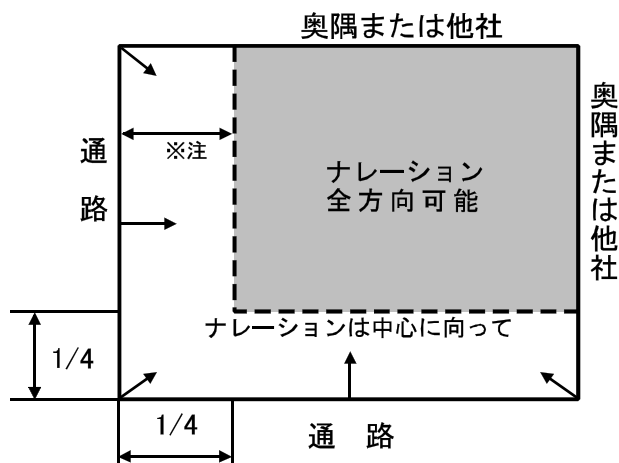 奥隅または他社
奥隅または他社
通路
※注
ナレーション
全方向可能
ナレーションは中心に向って
1/4
1/4
通 路